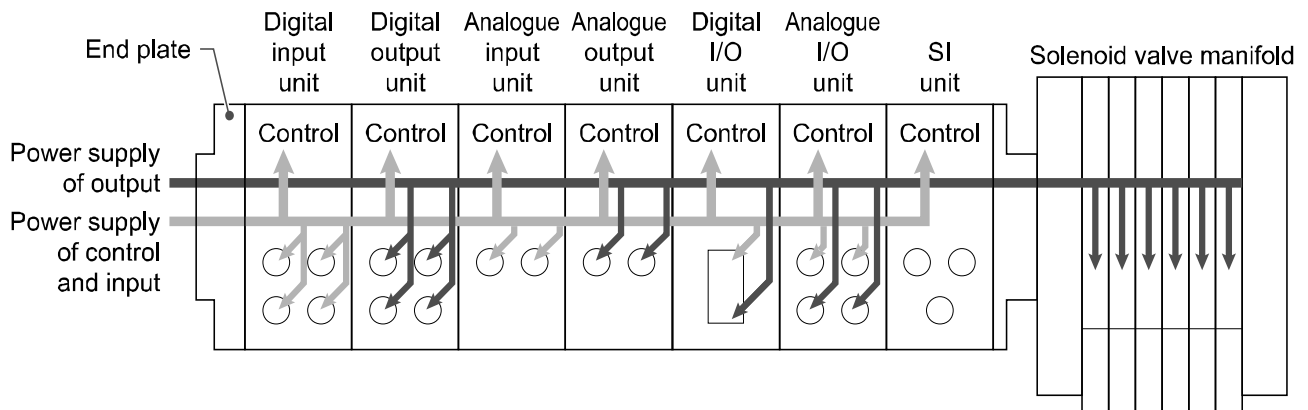 End plate
Digital
input
unit
Digital
output
unit
Analogue
input
unit
Analogue
output
unit
Digital
I/O
unit
Analogue
I/O
unit
SI
unit
Solenoid valve manifold
Control
Control
Control
Control
Control
Control
Control
Power supply
of output
Power supply
of control
and input